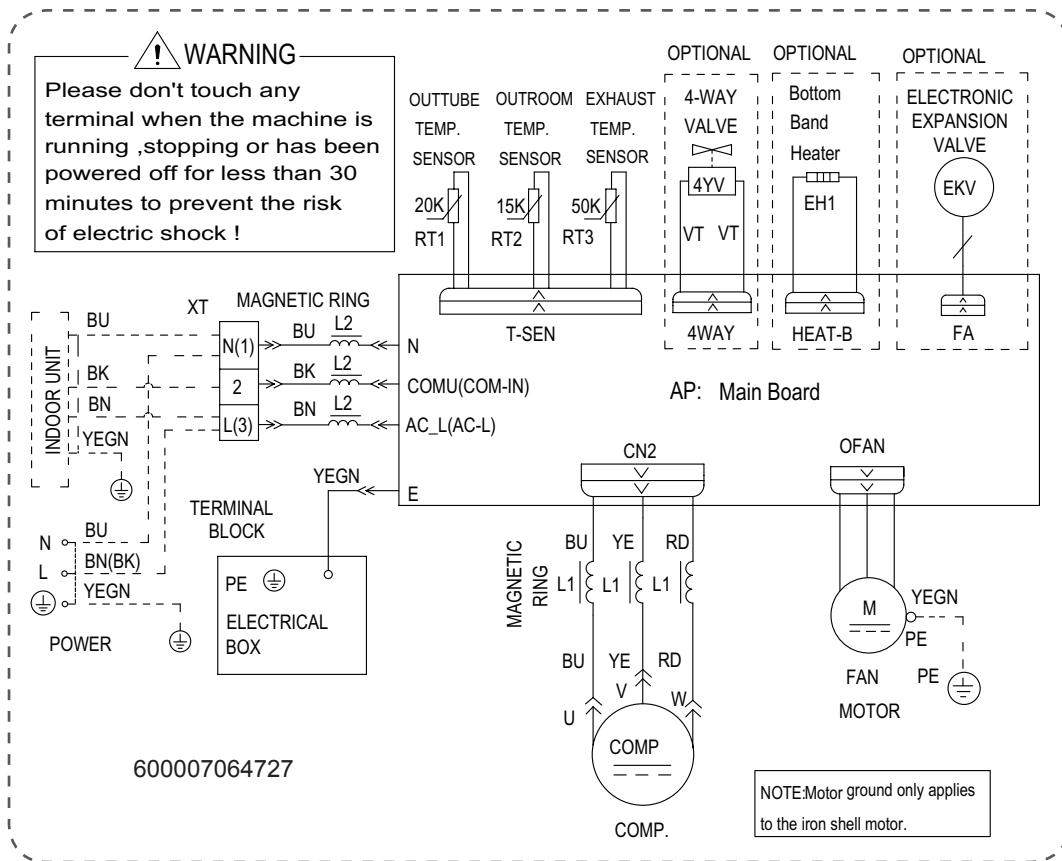 WARNING
Please don't touch any
terminal when the machine is
running ,stopping or has been
powered off for less than 30
minutes to prevent the risk
of electric shock !
OUTTUBE
TEMP.
SENSOR
20K
RT1
OUTROOM
TEMP.
SENSOR
15K
RT2
EXHAUST
TEMP.
SENSOR
50K
RT3
T-SEN
OPTIONAL
4-WAY
VALVE
4YV
VT VT
4WAY
OPTIONAL
Bottom
Band
Heater
EH1
HEAT-B
OPTIONAL
ELECTRONIC
EXPANSION
VALVE
EKV
FA
INDOOR UNIT
BU
BK
BN
YEGN
XT
MAGNETIC RING
N(1)
BU
L2
N
2
BK
L2
COMU(COM-IN)
L(3)
BN
L2
AC_L(AC-L)
AP: Main Board
YEGN
E
TERMINAL
BLOCK
N
BU
L
BN(BK)
YEGN
POWER
PE
ELECTRICAL
BOX
CN2
MAGNETIC
RING
BU YE RD
L1 L1 L1
BU YE RD
U V W
COMP
COMP.
OFAN
M
YEGN
PE
PE
FAN
MOTOR
600007064727
NOTE:Motor ground only applies
to the iron shell motor.